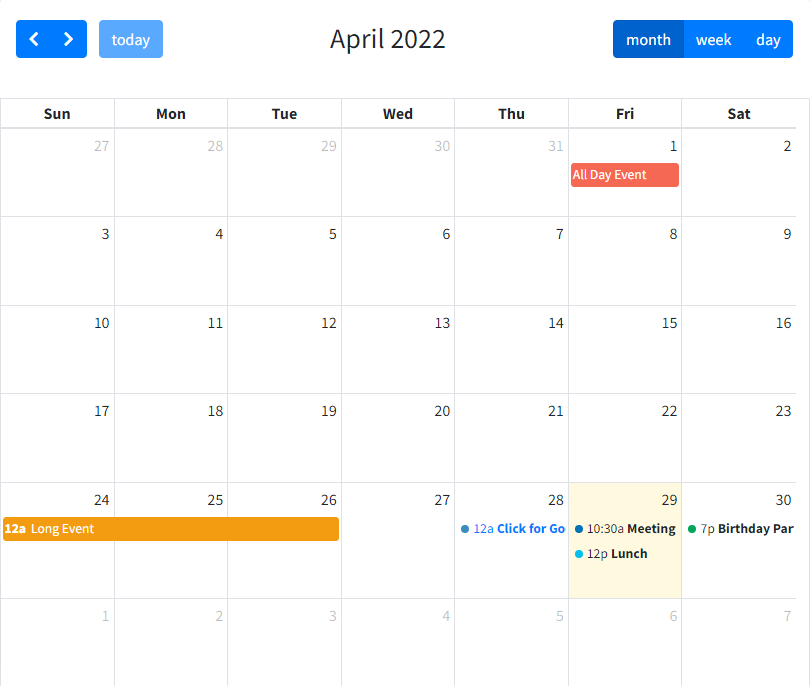 today
April 2022
month week day
Sun Mon Tue Wed Thu Fri Sat
27 28 29 30 31 1 2
All Day Event
3 4 5 6 7 8 9
10 11 12 13 14 15 16
17 18 19 20 21 22 23
24 25 26 27 28 29 30
12a Long Event
12a Click for Go
10:30a Meeting
7p Birthday Par
12p Lunch
1 2 3 4 5 6 7